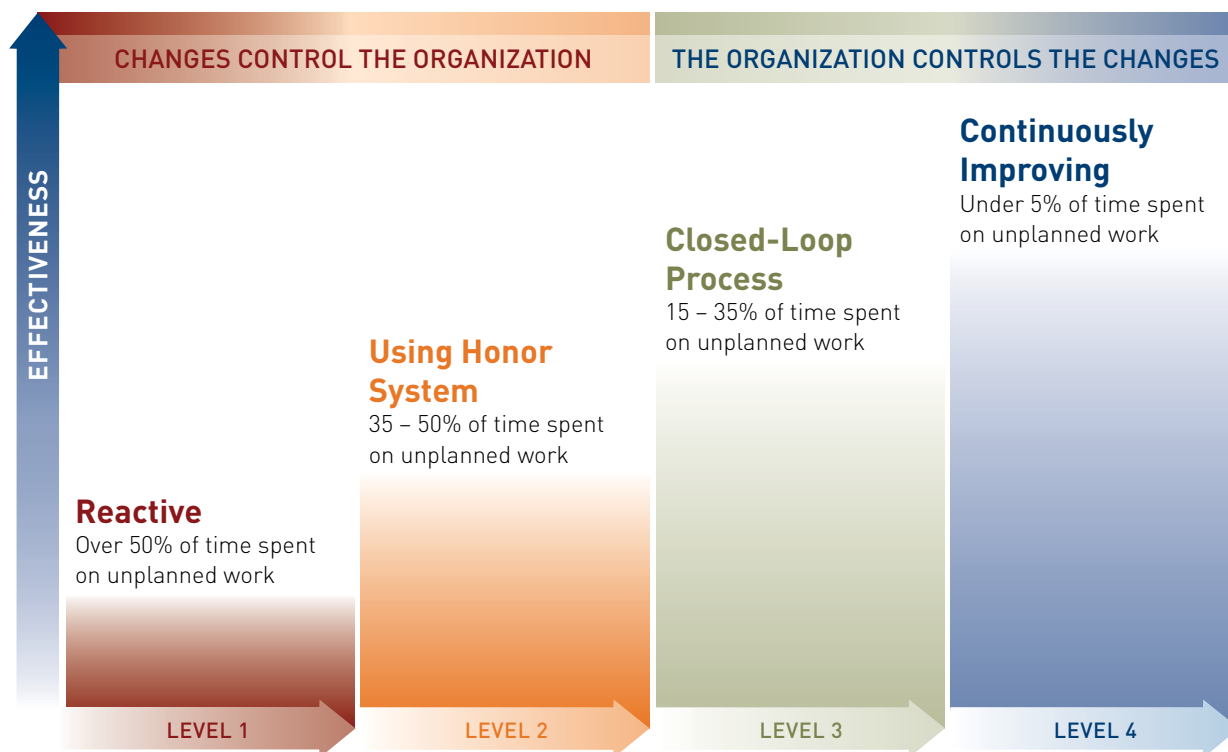 CHANGES CONTROL THE ORGANIZATION
THE ORGANIZATION CONTROLS THE CHANGES
EFFECTIVENESS
Reactive
Over 50% of time spent
on unplanned work
LEVEL 1
Using Honor
System
35 – 50% of time spent
on unplanned work
LEVEL 2
Closed-Loop
Process
15 – 35% of time spent
on unplanned work
LEVEL 3
Continuously
Improving
Under 5% of time spent
on unplanned work
LEVEL 4